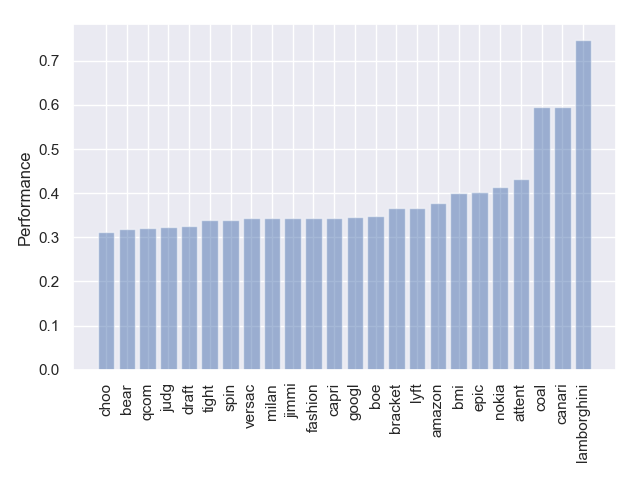 0.7
0.6
0.5
0.4
0.3
0.2
0.1
0.0
Performance
choo
bear
qcom
judg
draft
tight
spin
versac
milan
jimmi
fashion
capri
googl
boe
bracket
lyft
amazon
bmi
epic
nokia
attent
coal
canari
lamborghini